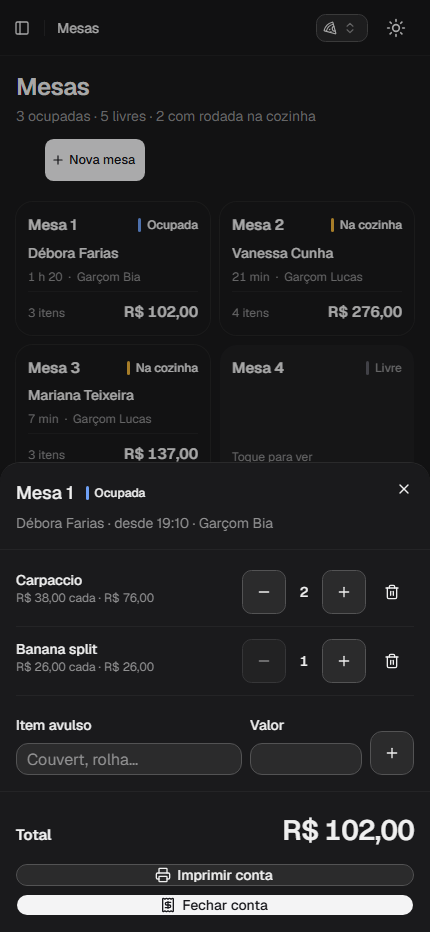 Mesas
Mesas
3 ocupadas · 5 livres · 2 com rodada na cozinha
+ Nova mesa
Mesa 1 Ocupada
Débora Farias
1 h 20 · Garçom Bia
3 itens R$ 102,00
Mesa 2 Na cozinha
Vanessa Cunha
21 min · Garçom Lucas
4 itens R$ 276,00
Mesa 3 Na cozinha
Mariana Teixeira
7 min · Garçom Lucas
3 itens R$ 137,00
Mesa 4 Livre
Toque para ver
Mesa 1 Ocupada
Débora Farias · desde 19:10 · Garçom Bia
Carpaccio
R$ 38,00 cada · R$ 76,00
− 2 +
Banana split
R$ 26,00 cada · R$ 26,00
− 1 +
Item avulso Valor
Couvert, rolha... +
Total R$ 102,00
Imprimir conta
Fechar conta